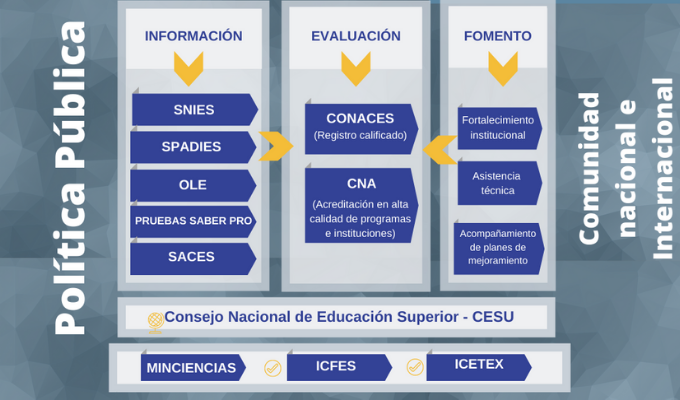 Política Pública
INFORMACIÓN
SNIES
SPADIES
OLE
PRUEBAS SABER PRO
SACES
EVALUACIÓN
CONACES
(Registro calificado)
CNA
(Acreditación en alta
calidad de programas
e instituciones)
FOMENTO
Fortalecimiento
institucional
Asistencia
técnica
Acompañamiento
de planes de
mejoramiento
Comunidad
nacional e
Internacional
Consejo Nacional de Educación Superior - CESU
MINCIENCIAS
ICFES
ICETEX